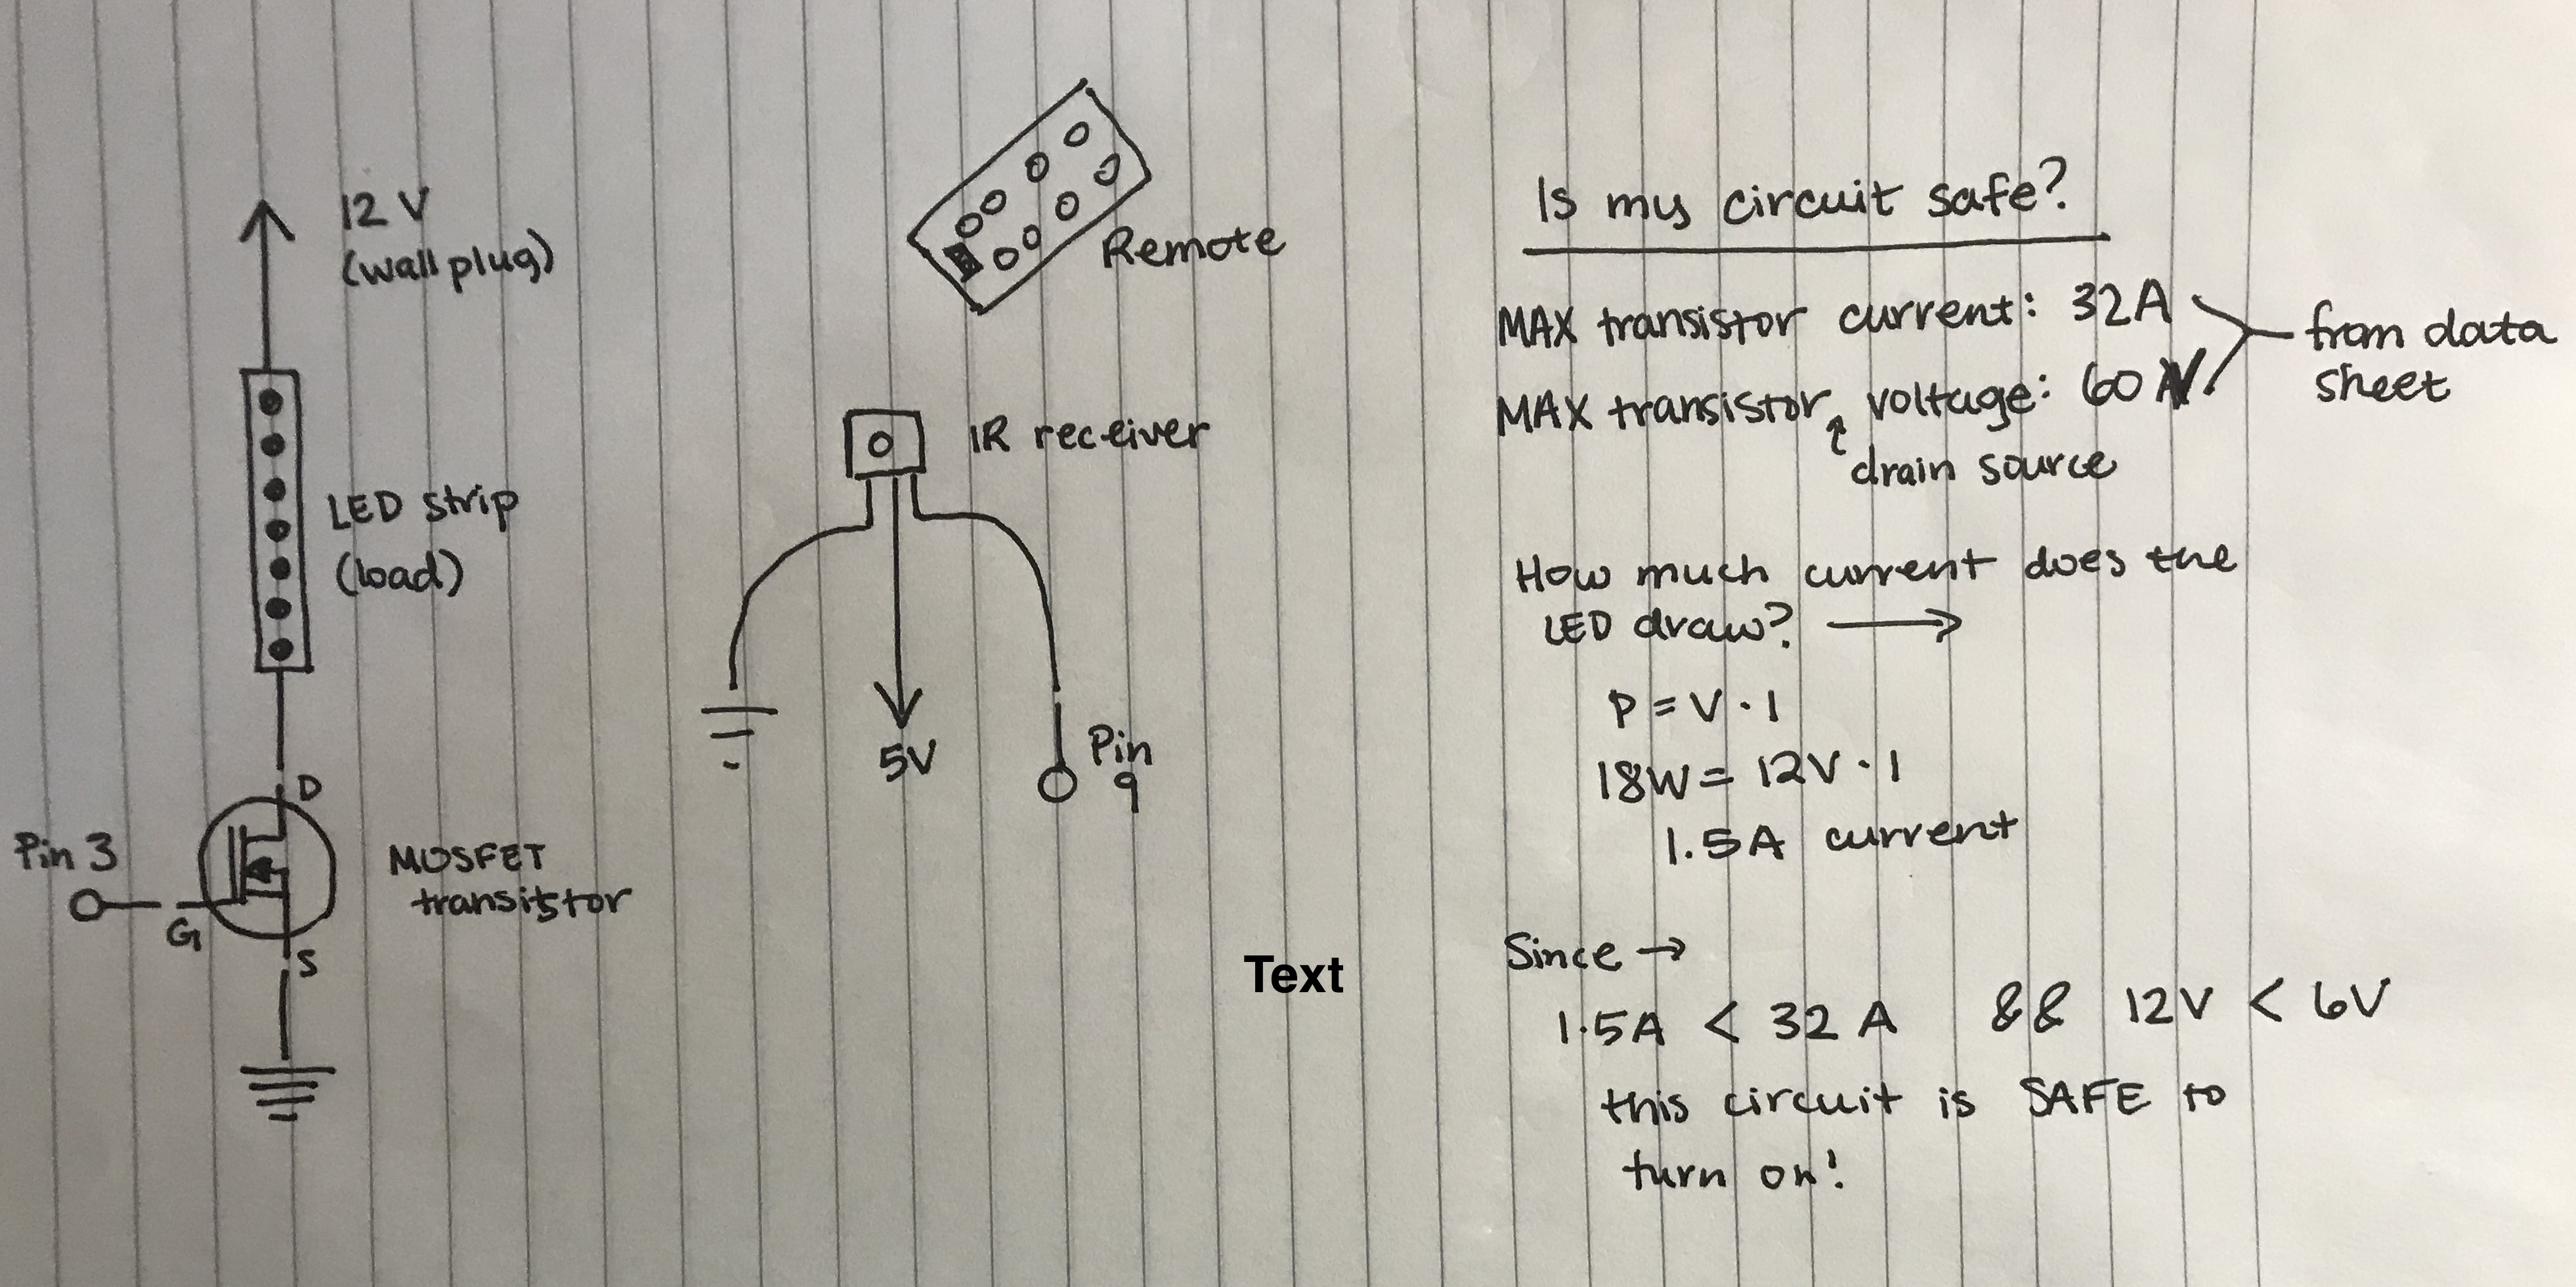 12 V
(wall plug)
LED strip
(load)
D
Pin 3
G
S
MOSFET
transistor
Remote
IR receiver
5V
Pin
9
Text
Is my circuit safe?
MAX transistor current: 32A
MAX transistor voltage: 60 V
drain source
from data
sheet
How much current does the
LED draw? →
P = V · I
18W = 12V · I
1.5A current
Since →
1.5A < 32 A && 12V < 6V
this circuit is SAFE to
turn on!